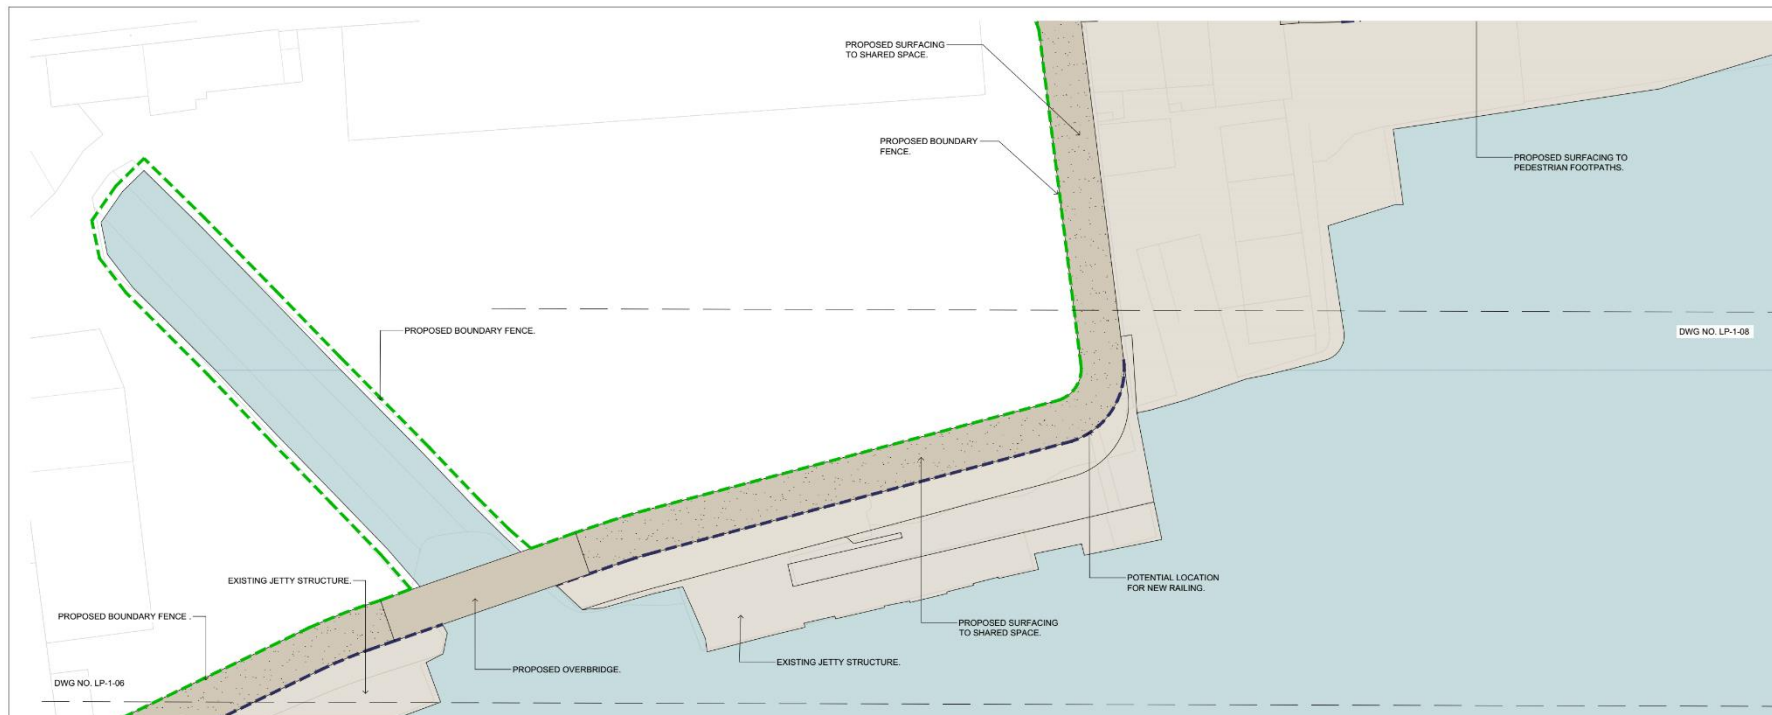 PROPOSED SURFACING
TO SHARED SPACE.
PROPOSED BOUNDARY
FENCE.
PROPOSED SURFACING TO
PEDESTRIAN FOOTPATHS.
PROPOSED BOUNDARY FENCE.
DWG NO. LP-1-08
EXISTING JETTY STRUCTURE.
POTENTIAL LOCATION
FOR NEW RAILING.
PROPOSED BOUNDARY FENCE .
PROPOSED SURFACING
TO SHARED SPACE.
EXISTING JETTY STRUCTURE.
PROPOSED OVERBRIDGE.
DWG NO. LP-1-06